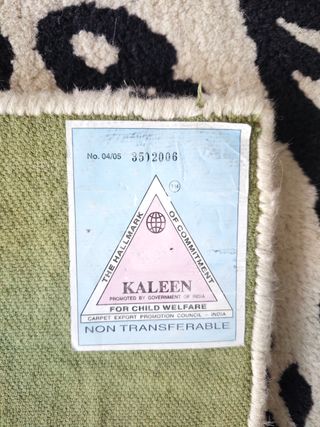 No. 04/05 3512006
THE HALLMARK OF COMMITMENT
TM
KALEEN
PROMOTED BY GOVERNMENT OF INDIA
FOR CHILD WELFARE
CARPET EXPORT PROMOTION COUNCIL - INDIA
NON TRANSFERABLE